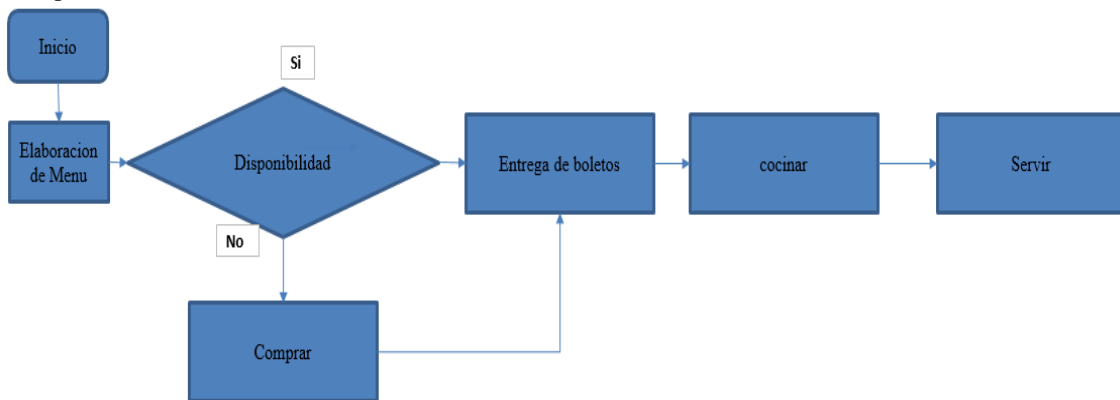 Inicio
Si
Elaboracion
de Menu
Disponibilidad
Entrega de boletos
cocinar
Servir
No
Comprar